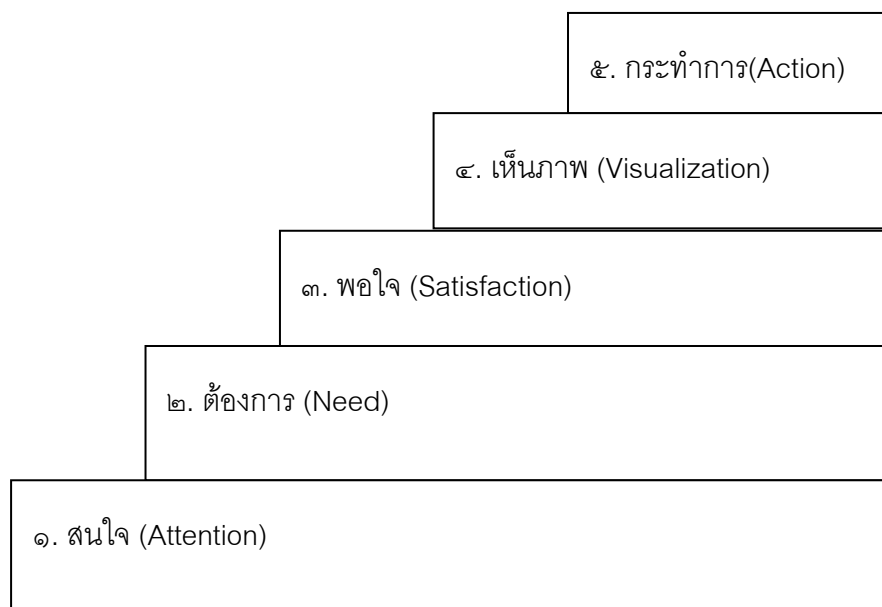 ๕. กระทำการ(Action)
๔. เห็นภาพ (Visualization)
๓. พอใจ (Satisfaction)
๒. ต้องการ (Need)
๑. สนใจ (Attention)